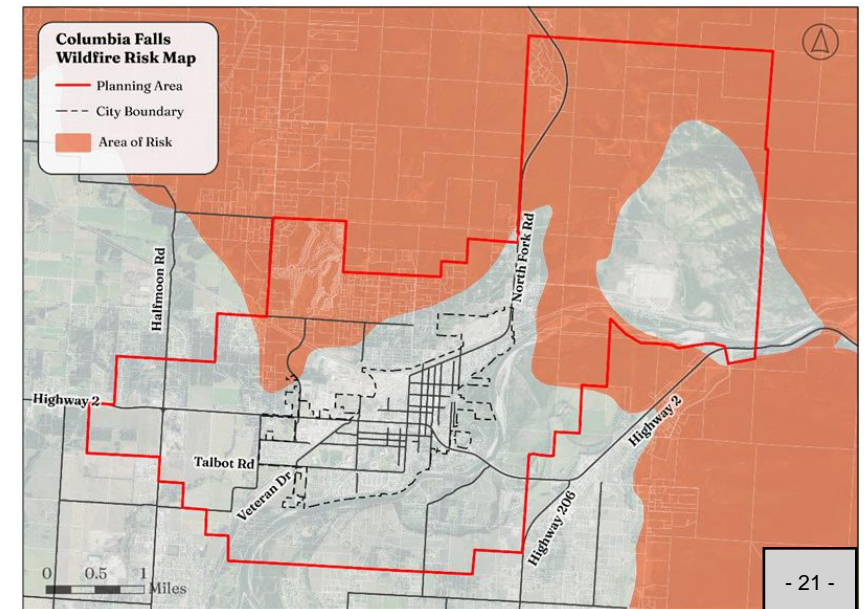 Columbia Falls
Wildfire Risk Map
Planning Area
City Boundary
Area of Risk
North Fork Rd
Halfmoon Rd
Highway 2
Highway 2
Talbot Rd
Veteran Dr
Highway 206
0 0.5 1
Miles
- 21 -